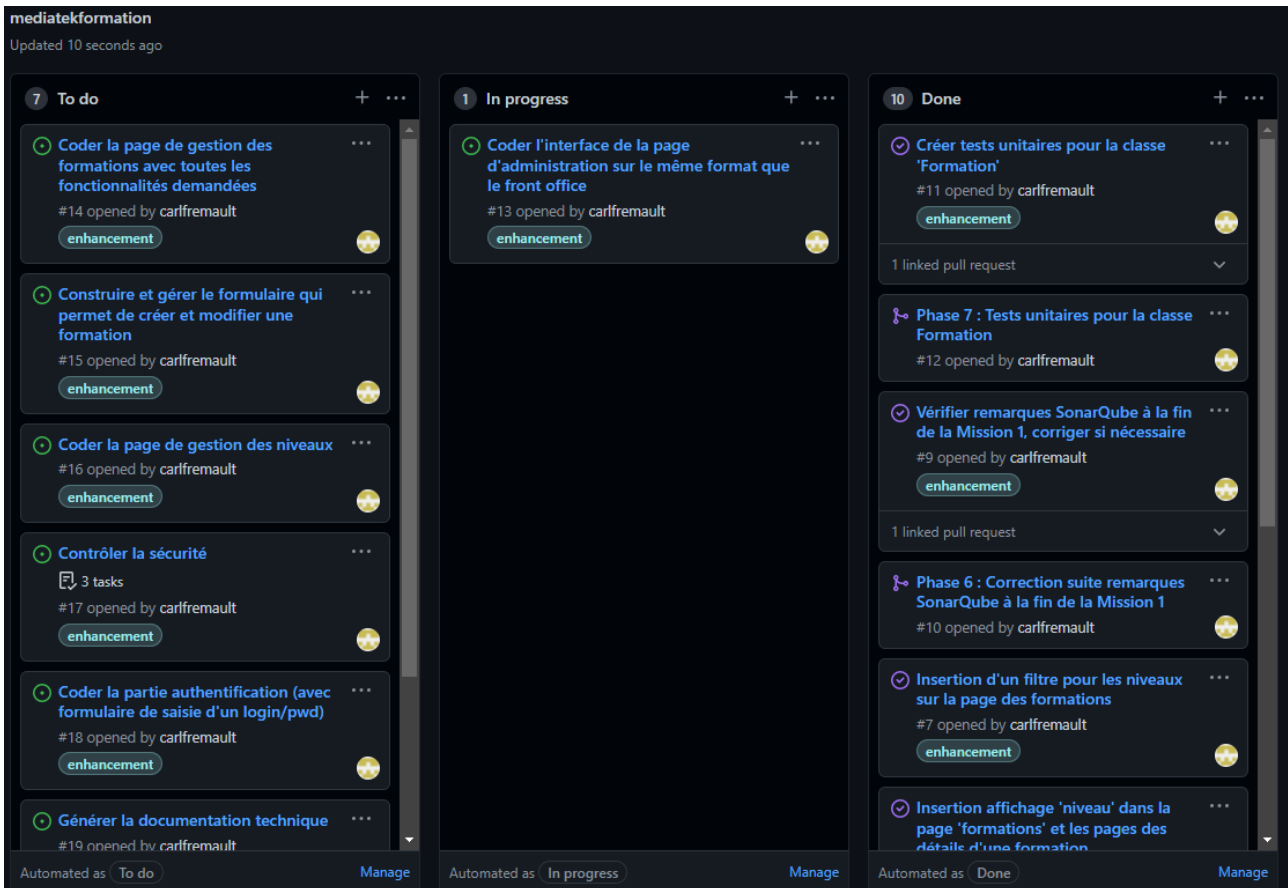 mediatekformation
Updated 10 seconds ago
7 To do
Coder la page de gestion des
formations avec toutes les
fonctionnalités demandées
#14 opened by carlfremault
enhancement
Construire et gérer le formulaire qui
permet de créer et modifier une
formation
#15 opened by carlfremault
enhancement
Coder la page de gestion des niveaux
#16 opened by carlfremault
enhancement
Contrôler la sécurité
3 tasks
#17 opened by carlfremault
enhancement
Coder la partie authentification (avec
formulaire de saisie d'un login/pwd)
#18 opened by carlfremault
enhancement
Générer la documentation technique
#19 opened by carlfremault
Automated as To do Manage
1 In progress
Coder l'interface de la page
d'administration sur le même format que
le front office
#13 opened by carlfremault
enhancement
Automated as In progress Manage
10 Done
Créer tests unitaires pour la classe
'Formation'
#11 opened by carlfremault
enhancement
1 linked pull request
Phase 7 : Tests unitaires pour la classe
Formation
#12 opened by carlfremault
Vérifier remarques SonarQube à la fin
de la Mission 1, corriger si nécessaire
#9 opened by carlfremault
enhancement
1 linked pull request
Phase 6 : Correction suite remarques
SonarQube à la fin de la Mission 1
#10 opened by carlfremault
Insertion d'un filtre pour les niveaux
sur la page des formations
#7 opened by carlfremault
enhancement
Insertion affichage 'niveau' dans la
page 'formations' et les pages des
détails d'une formation
Automated as Done Manage